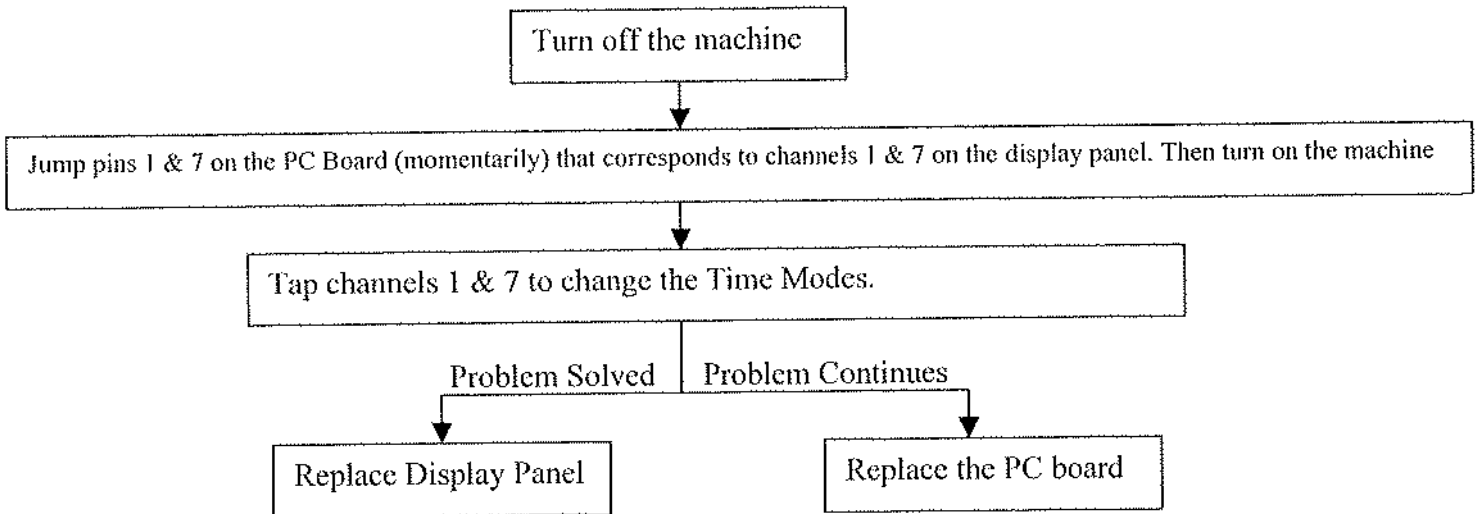 Turn off the machine
Jump pins 1 & 7 on the PC Board (momentarily) that corresponds to channels 1 & 7 on the display panel. Then turn on the machine
Tap channels 1 & 7 to change the Time Modes.
Problem Solved
Problem Continues
Replace Display Panel
Replace the PC board